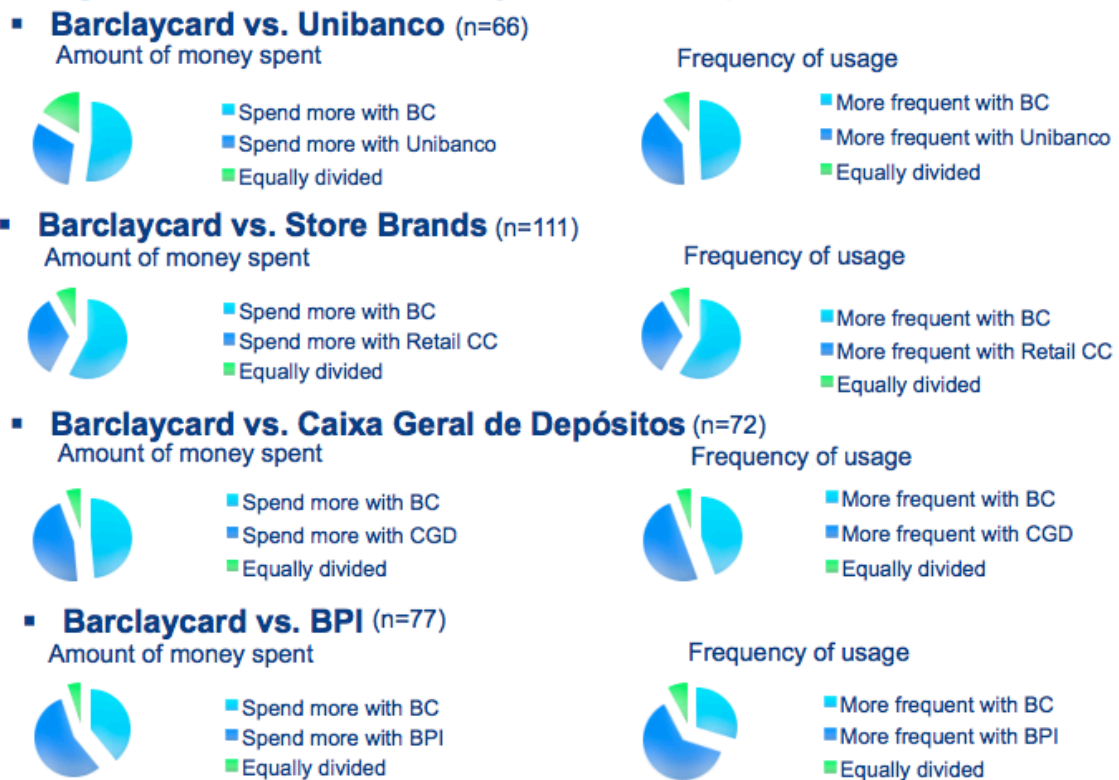 ▪ Barclaycard vs. Unibanco (n=66)
Amount of money spent
Spend more with BC
Spend more with Unibanco
Equally divided
Frequency of usage
More frequent with BC
More frequent with Unibanco
Equally divided
▪ Barclaycard vs. Store Brands (n=111)
Amount of money spent
Spend more with BC
Spend more with Retail CC
Equally divided
Frequency of usage
More frequent with BC
More frequent with Retail CC
Equally divided
▪ Barclaycard vs. Caixa Geral de Depósitos (n=72)
Amount of money spent
Spend more with BC
Spend more with CGD
Equally divided
Frequency of usage
More frequent with BC
More frequent with CGD
Equally divided
▪ Barclaycard vs. BPI (n=77)
Amount of money spent
Spend more with BC
Spend more with BPI
Equally divided
Frequency of usage
More frequent with BC
More frequent with BPI
Equally divided